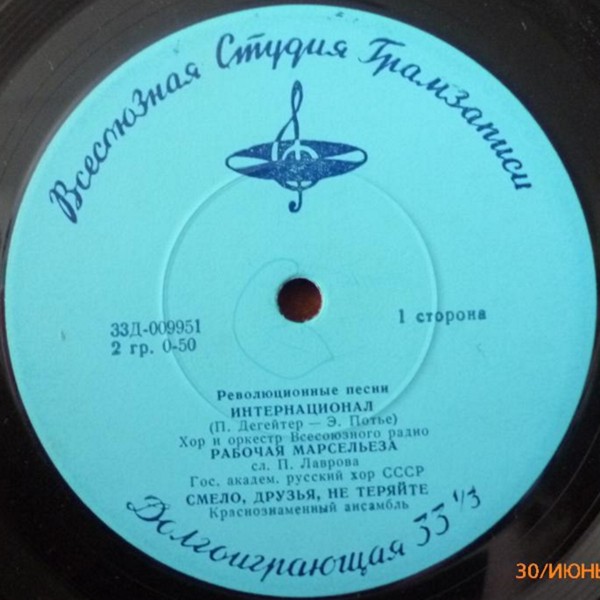 Всесоюзная Студия Грамзаписи
33Д-009951
2 гр. 0-50
1 сторона
Революционные песни
ИНТЕРНАЦИОНАЛ
(П. Дегейтер — Э. Потье)
Хор и оркестр Всесоюзного радио
РАБОЧАЯ МАРСЕЛЬЕЗА
сл. П. Лаврова
Гос. академ. русский хор СССР
СМЕЛО, ДРУЗЬЯ, НЕ ТЕРЯЙТЕ
Краснознаменный ансамбль
Долгоиграющая 33 1/3
30/ИЮНЬ